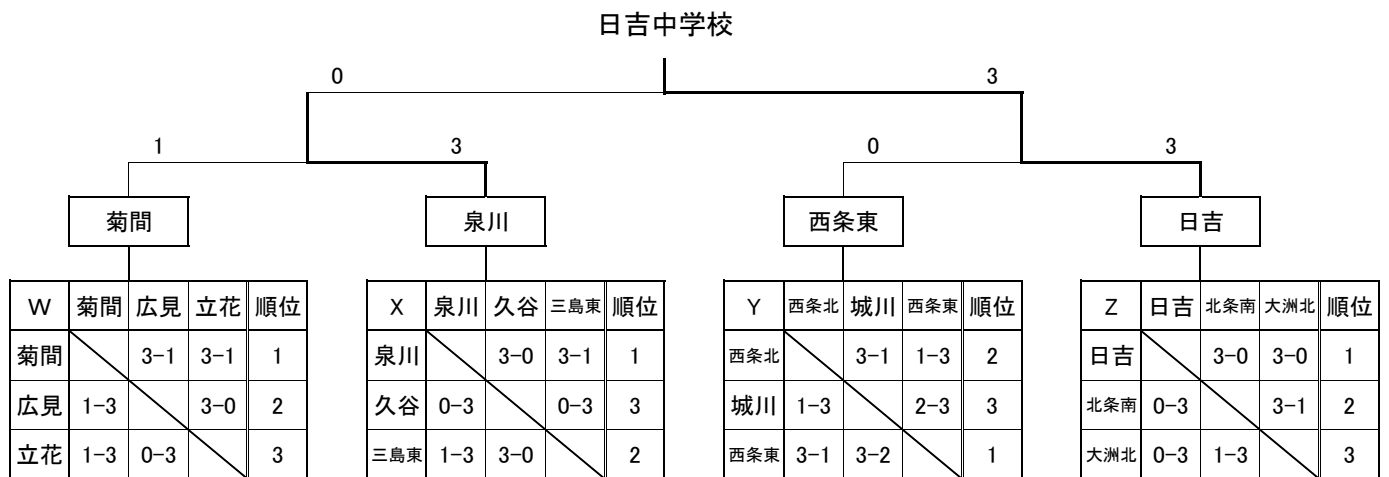 日吉中学校
0 3
1 3 0 3
菊間 泉川 西条東 日吉
W 菊間 広見 立花 順位
菊間 3-1 3-1 1
広見 1-3 3-0 2
立花 1-3 0-3 3
X 泉川 久谷 三島東 順位
泉川 3-0 3-1 1
久谷 0-3 0-3 3
三島東 1-3 3-0 2
Y 西条北 城川 西条東 順位
西条北 3-1 1-3 2
城川 1-3 2-3 3
西条東 3-1 3-2 1
Z 日吉 北条南 大洲北 順位
日吉 3-0 3-0 1
北条南 0-3 3-1 2
大洲北 0-3 1-3 3